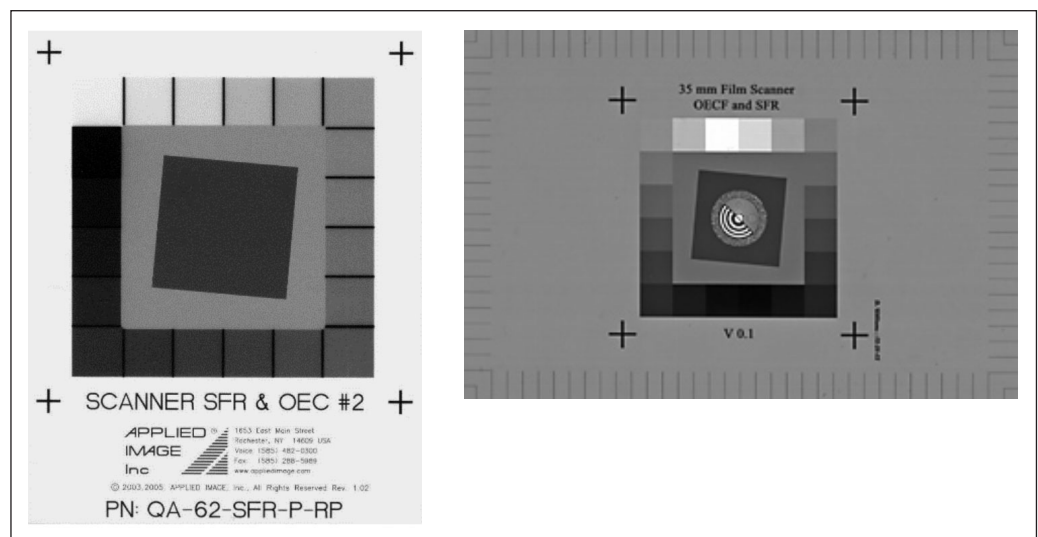 SCANNER SFR & OEC #2
APPLIED ®
IMAGE
Inc
1653 East Main Street
Rochester, NY 14609 USA
Voice (585) 482-0300
Fax (585) 288-5989
www.appliedimage.com
© 2003,2005, APPLIED IMAGE, Inc., All Rights Reserved Rev. 1.02
PN: QA-62-SFR-P-RP
35 mm Film Scanner
OECF and SFR
V 0.1